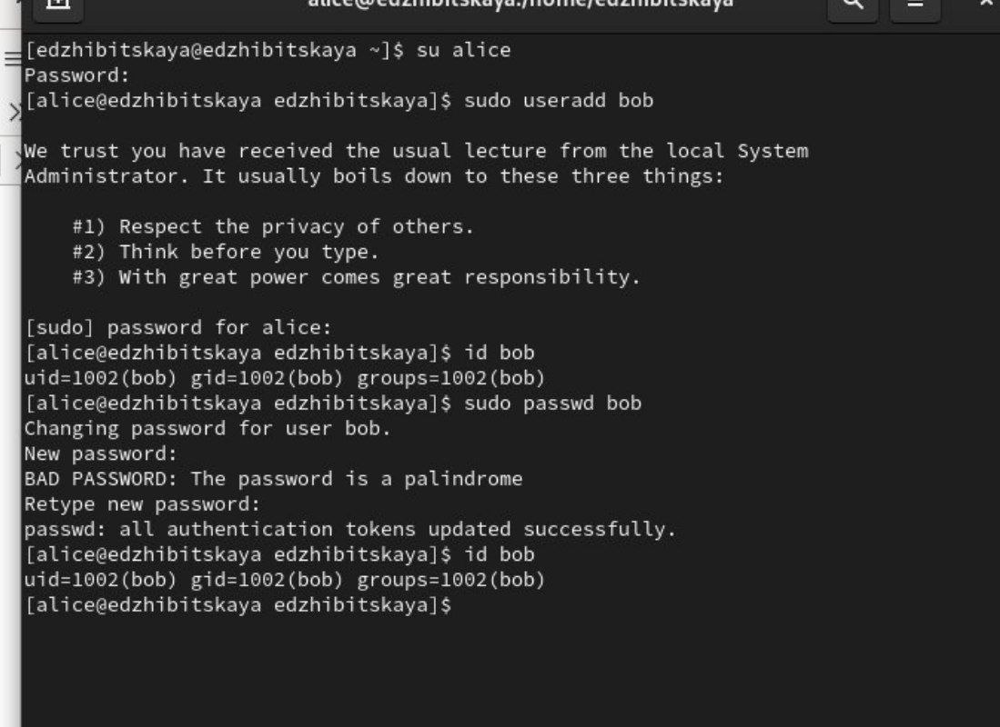 alice@edzhibitskaya:/home/edzhibitskaya
[edzhibitskaya@edzhibitskaya ~]$ su alice
Password:
[alice@edzhibitskaya edzhibitskaya]$ sudo useradd bob
We trust you have received the usual lecture from the local System
Administrator. It usually boils down to these three things:
#1) Respect the privacy of others.
#2) Think before you type.
#3) With great power comes great responsibility.
[sudo] password for alice:
[alice@edzhibitskaya edzhibitskaya]$ id bob
uid=1002(bob) gid=1002(bob) groups=1002(bob)
[alice@edzhibitskaya edzhibitskaya]$ sudo passwd bob
Changing password for user bob.
New password:
BAD PASSWORD: The password is a palindrome
Retype new password:
passwd: all authentication tokens updated successfully.
[alice@edzhibitskaya edzhibitskaya]$ id bob
uid=1002(bob) gid=1002(bob) groups=1002(bob)
[alice@edzhibitskaya edzhibitskaya]$